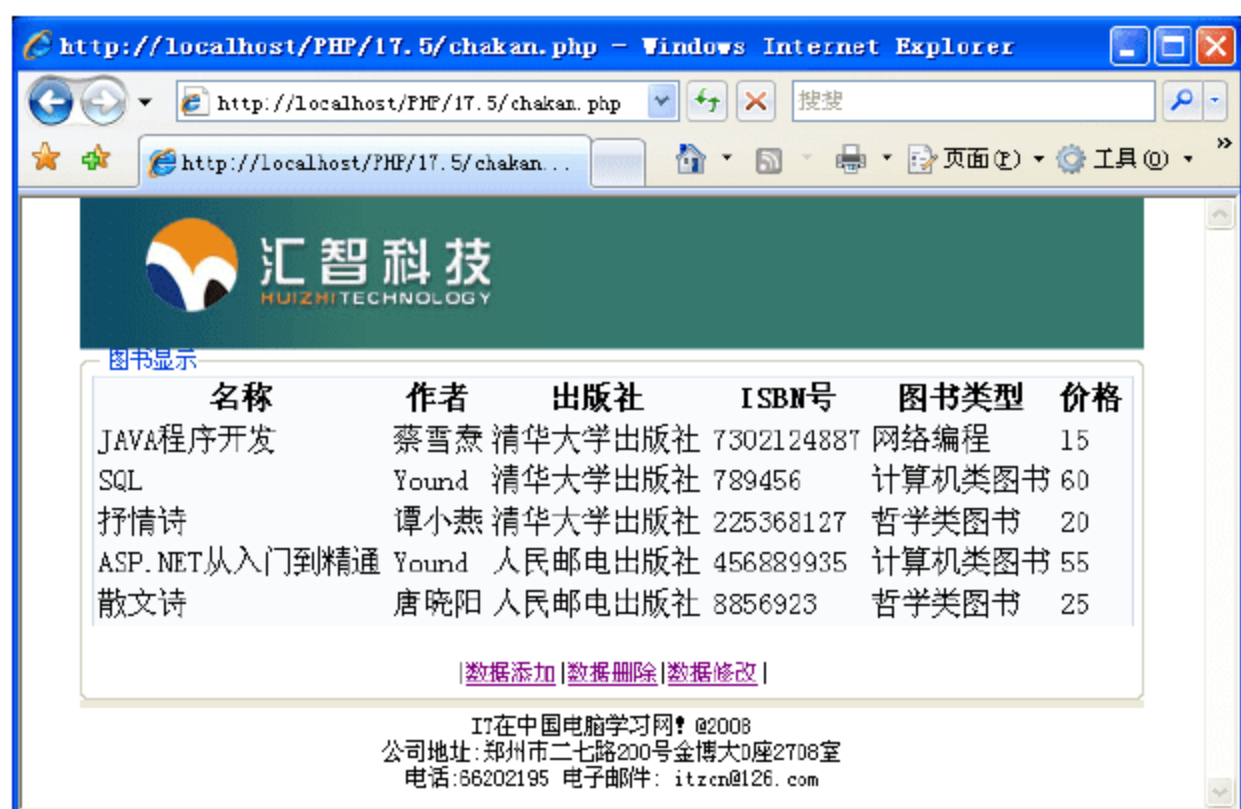 http://localhost/PHP/17.5/chakan.php - Windows Internet Explorer
http://localhost/PHP/17.5/chakan.php 搜搜
http://localhost/PHP/17.5/chakan... 页面(P) 工具(O) »
汇智科技
HUIZHITECHNOLOGY
图书显示
名称 作者 出版社 ISBN号 图书类型 价格
JAVA程序开发 蔡雪焘 清华大学出版社 7302124887 网络编程 15
SQL Yound 清华大学出版社 789456 计算机类图书 60
抒情诗 谭小燕 清华大学出版社 225368127 哲学类图书 20
ASP.NET从入门到精通 Yound 人民邮电出版社 456889935 计算机类图书 55
散文诗 唐晓阳 人民邮电出版社 8856923 哲学类图书 25
|数据添加|数据删除|数据修改|
IT在中国电脑学习网! @2008
公司地址:郑州市二七路200号金博大D座2708室
电话:66202195 电子邮件: itzcn@126.com